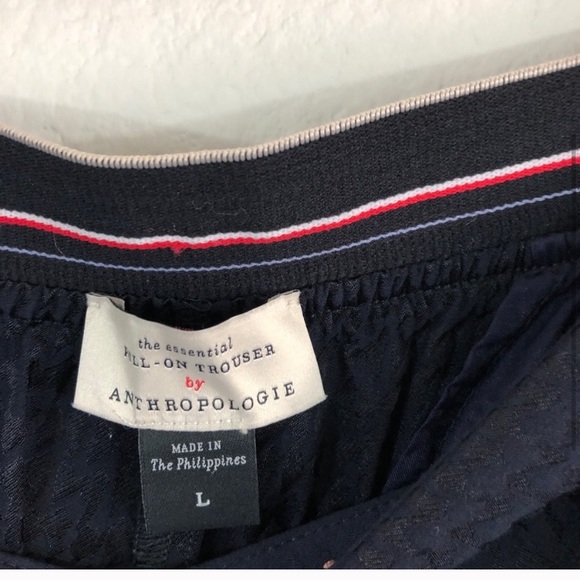 the essential
PULL-ON TROUSER
by
ANTHROPOLOGIE
MADE IN
The Philippines
L